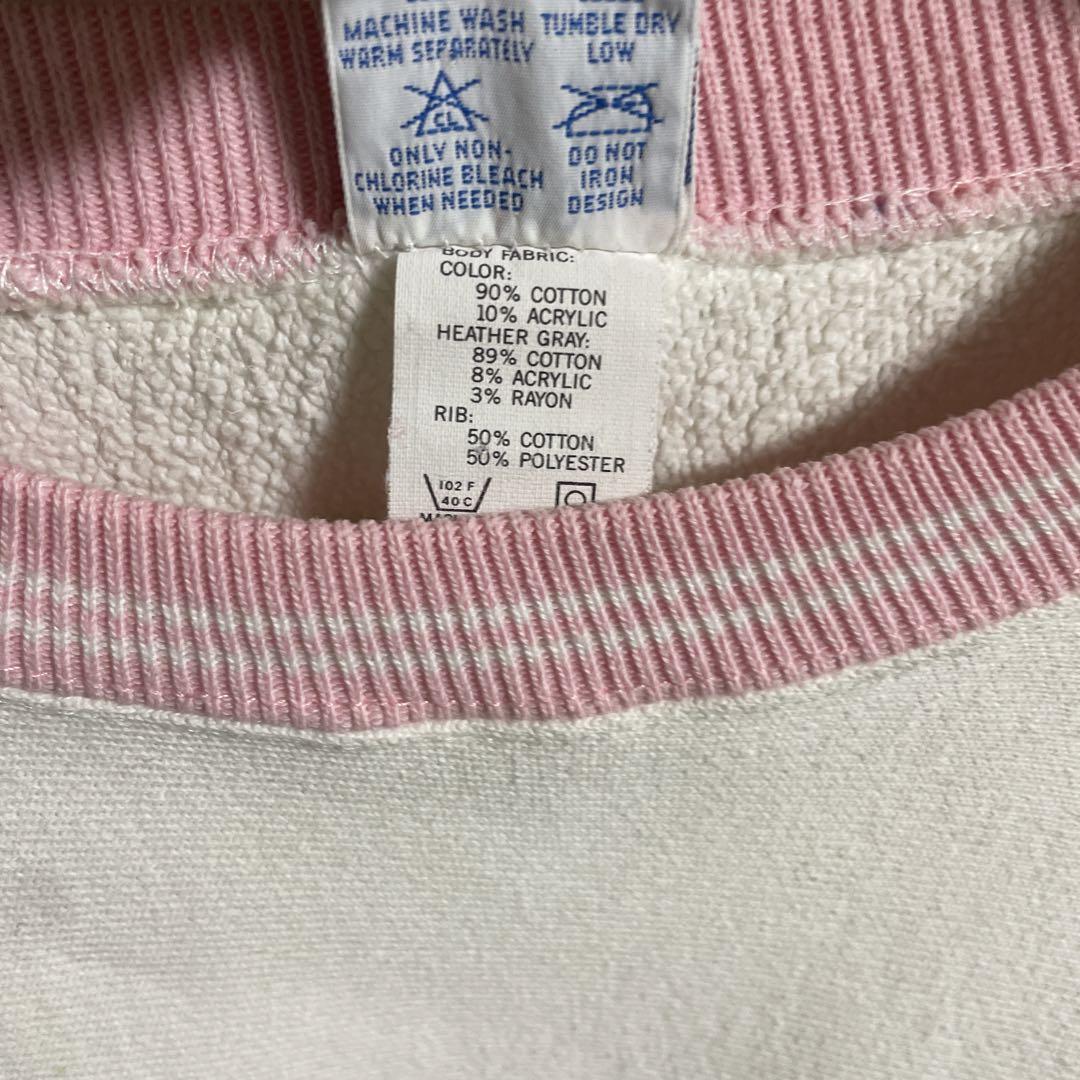 MACHINE WASH
WARM SEPARATELY
CL
ONLY NON-
CHLORINE BLEACH
WHEN NEEDED
TUMBLE DRY
LOW
DO NOT
IRON
DESIGN
BODY FABRIC:
COLOR:
90% COTTON
10% ACRYLIC
HEATHER GRAY:
89% COTTON
8% ACRYLIC
3% RAYON
RIB:
50% COTTON
50% POLYESTER
102 F
40 C